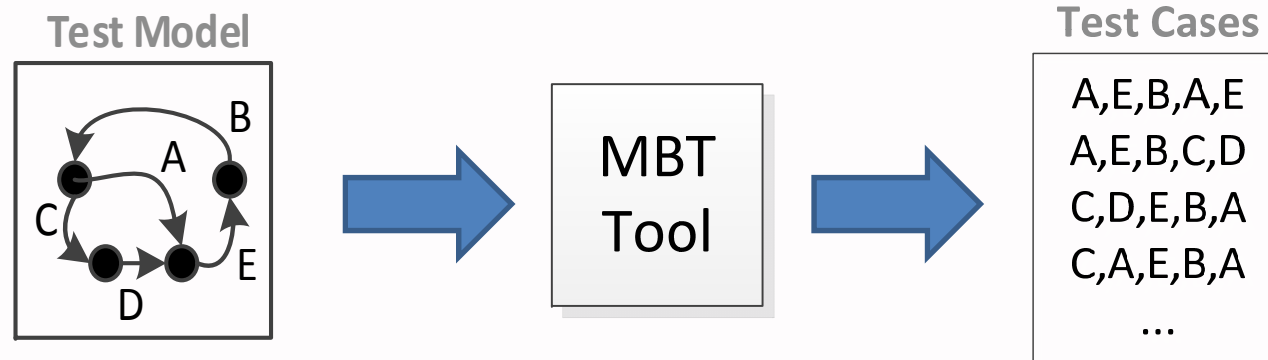 Test Model
B
A
C
E
D
MBT
Tool
Test Cases
A,E,B,A,E
A,E,B,C,D
C,D,E,B,A
C,A,E,B,A
...